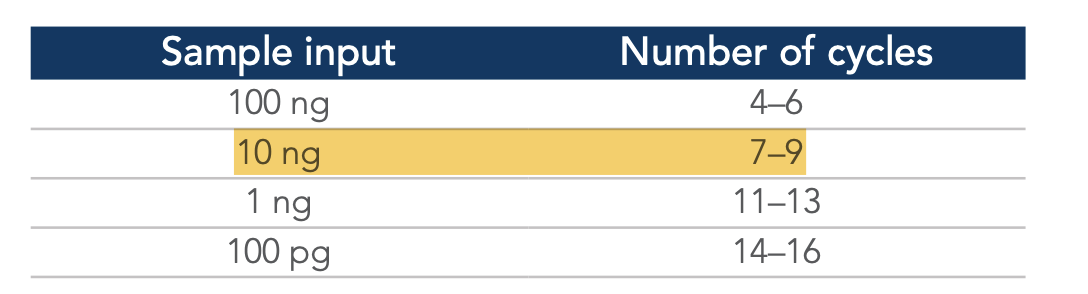 Sample input Number of cycles
100 ng 4–6
10 ng 7–9
1 ng 11–13
100 pg 14–16